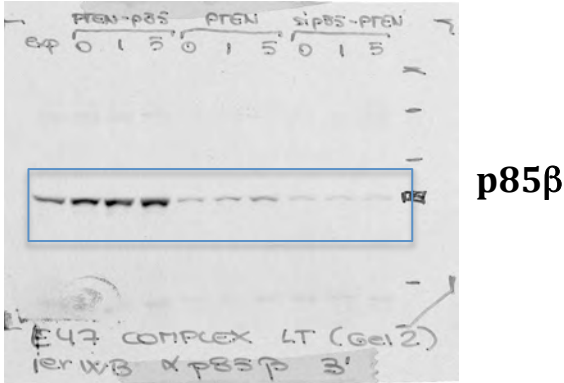 PTEN-p85 PTEN sip85-PTEN
exp 0 1 5 0 1 5 0 1 5
p85β
E47 COMPLEX LT (Gel 2)
1er WB αp85β 3'